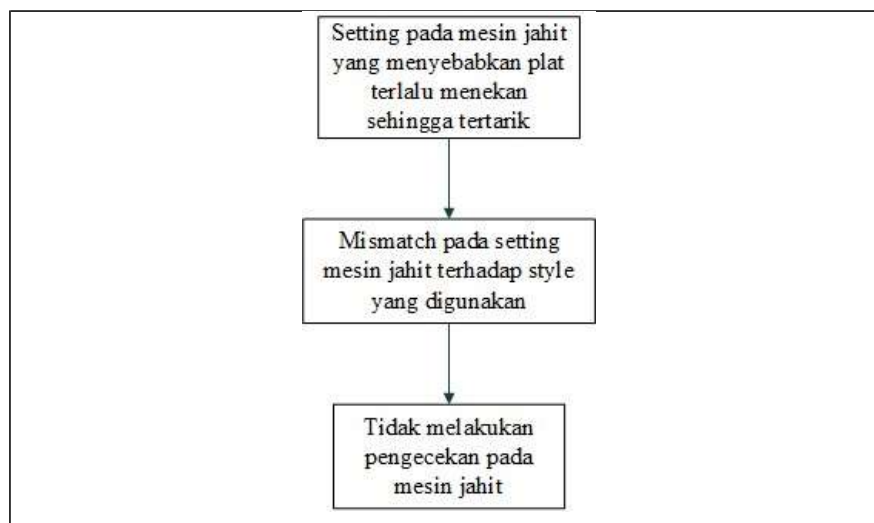 Setting pada mesin jahit
yang menyebabkan plat
terlalu menekan
sehingga tertarik
Mismatch pada setting
mesin jahit terhadap style
yang digunakan
Tidak melakukan
pengecekan pada
mesin jahit